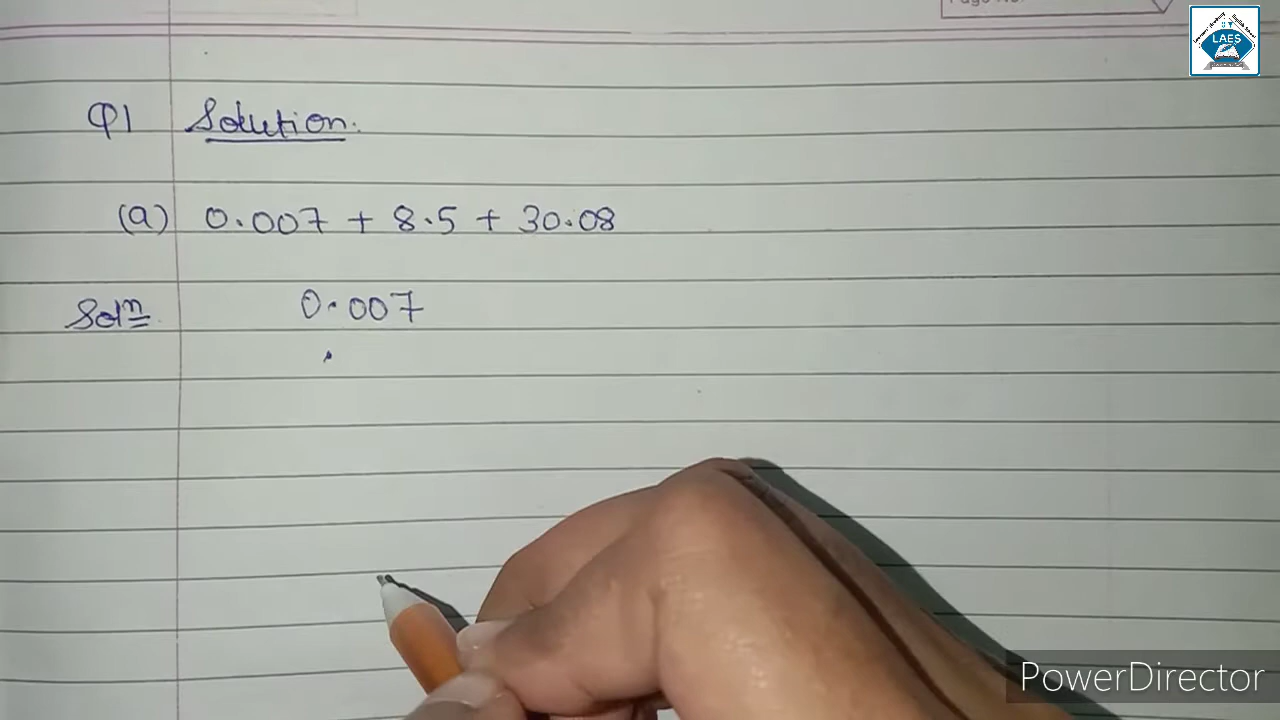 Q1 Solution.
(a) 0.007 + 8.5 + 30.08
Solⁿ 0.007
.
LAES
PowerDirector